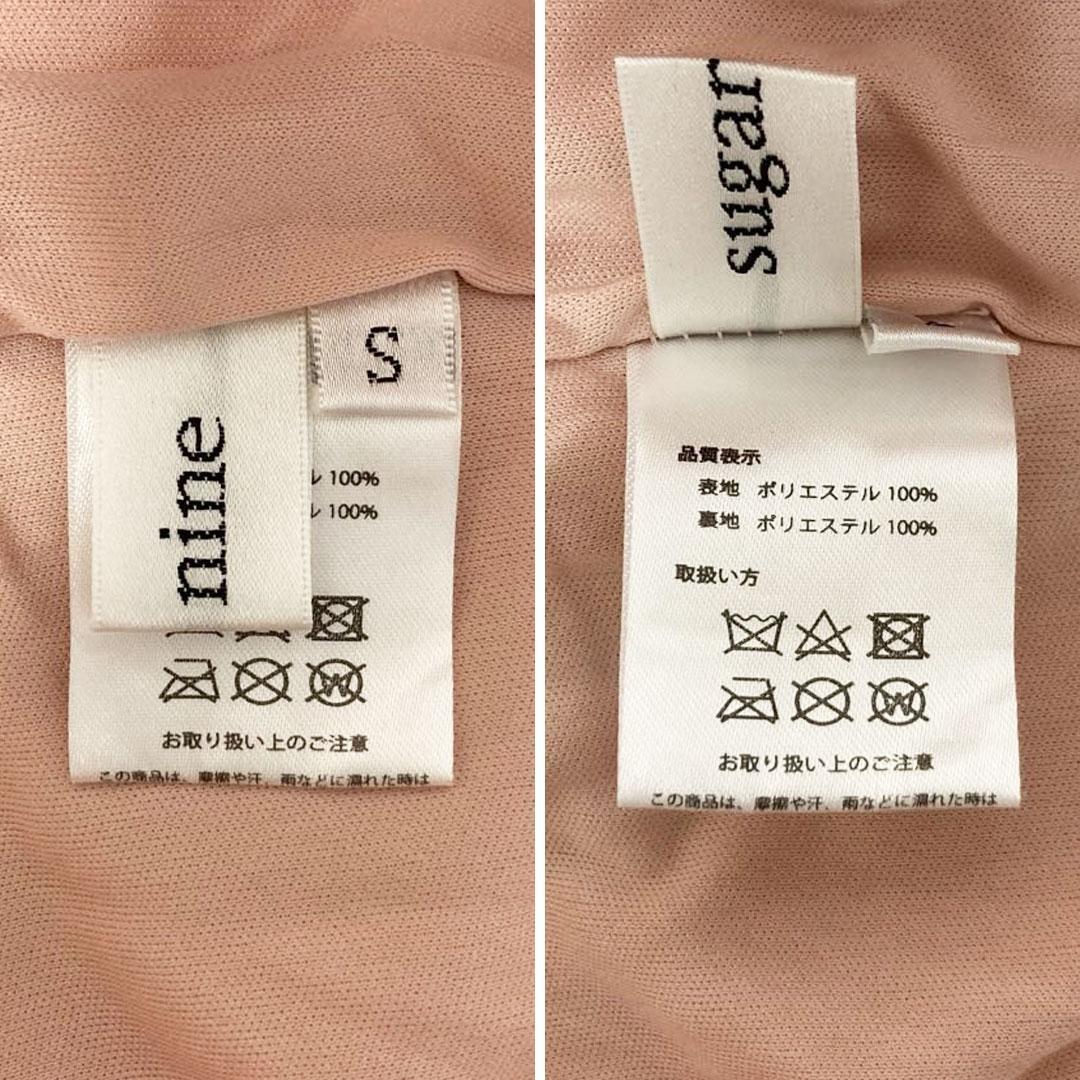 nine
S
ル 100%
ル 100%
お取り扱い上のご注意
この商品は、摩擦や汗、雨などに濡れた時は
sugar
品質表示
表地 ポリエステル 100%
裏地 ポリエステル 100%
取扱い方
W
お取り扱い上のご注意
この商品は、摩擦や汗、雨などに濡れた時は